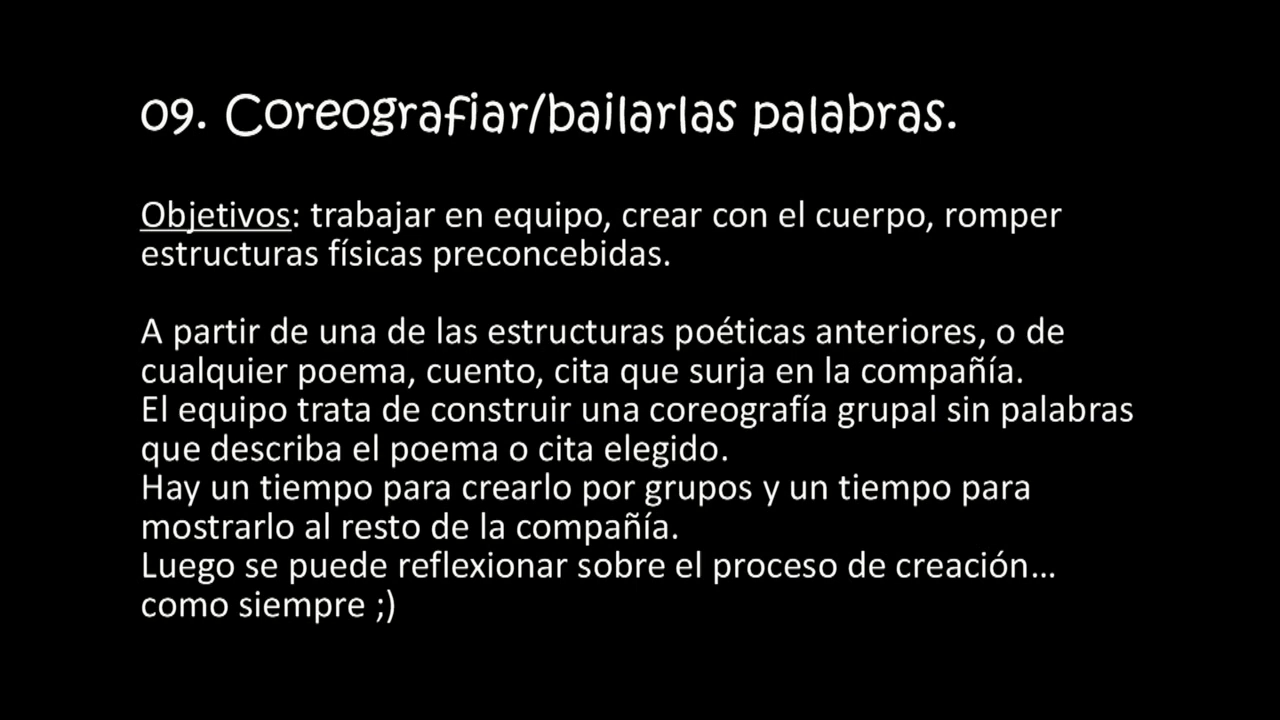 09. Coreografiar/bailarlas palabras.
Objetivos: trabajar en equipo, crear con el cuerpo, romper
estructuras físicas preconcebidas.
A partir de una de las estructuras poéticas anteriores, o de
cualquier poema, cuento, cita que surja en la compañía.
El equipo trata de construir una coreografía grupal sin palabras
que describa el poema o cita elegido.
Hay un tiempo para crearlo por grupos y un tiempo para
mostrarlo al resto de la compañía.
Luego se puede reflexionar sobre el proceso de creación...
como siempre ;)